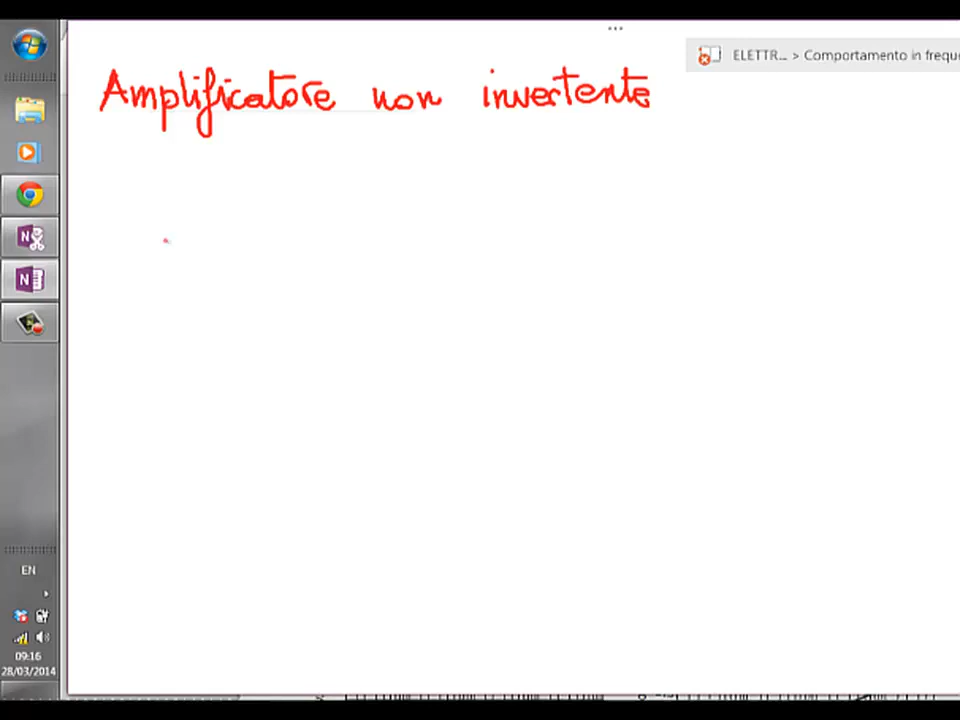 ...
ELETTR... > Comportamento in freque
Amplificatore non invertente
EN
09:16
28/03/2014